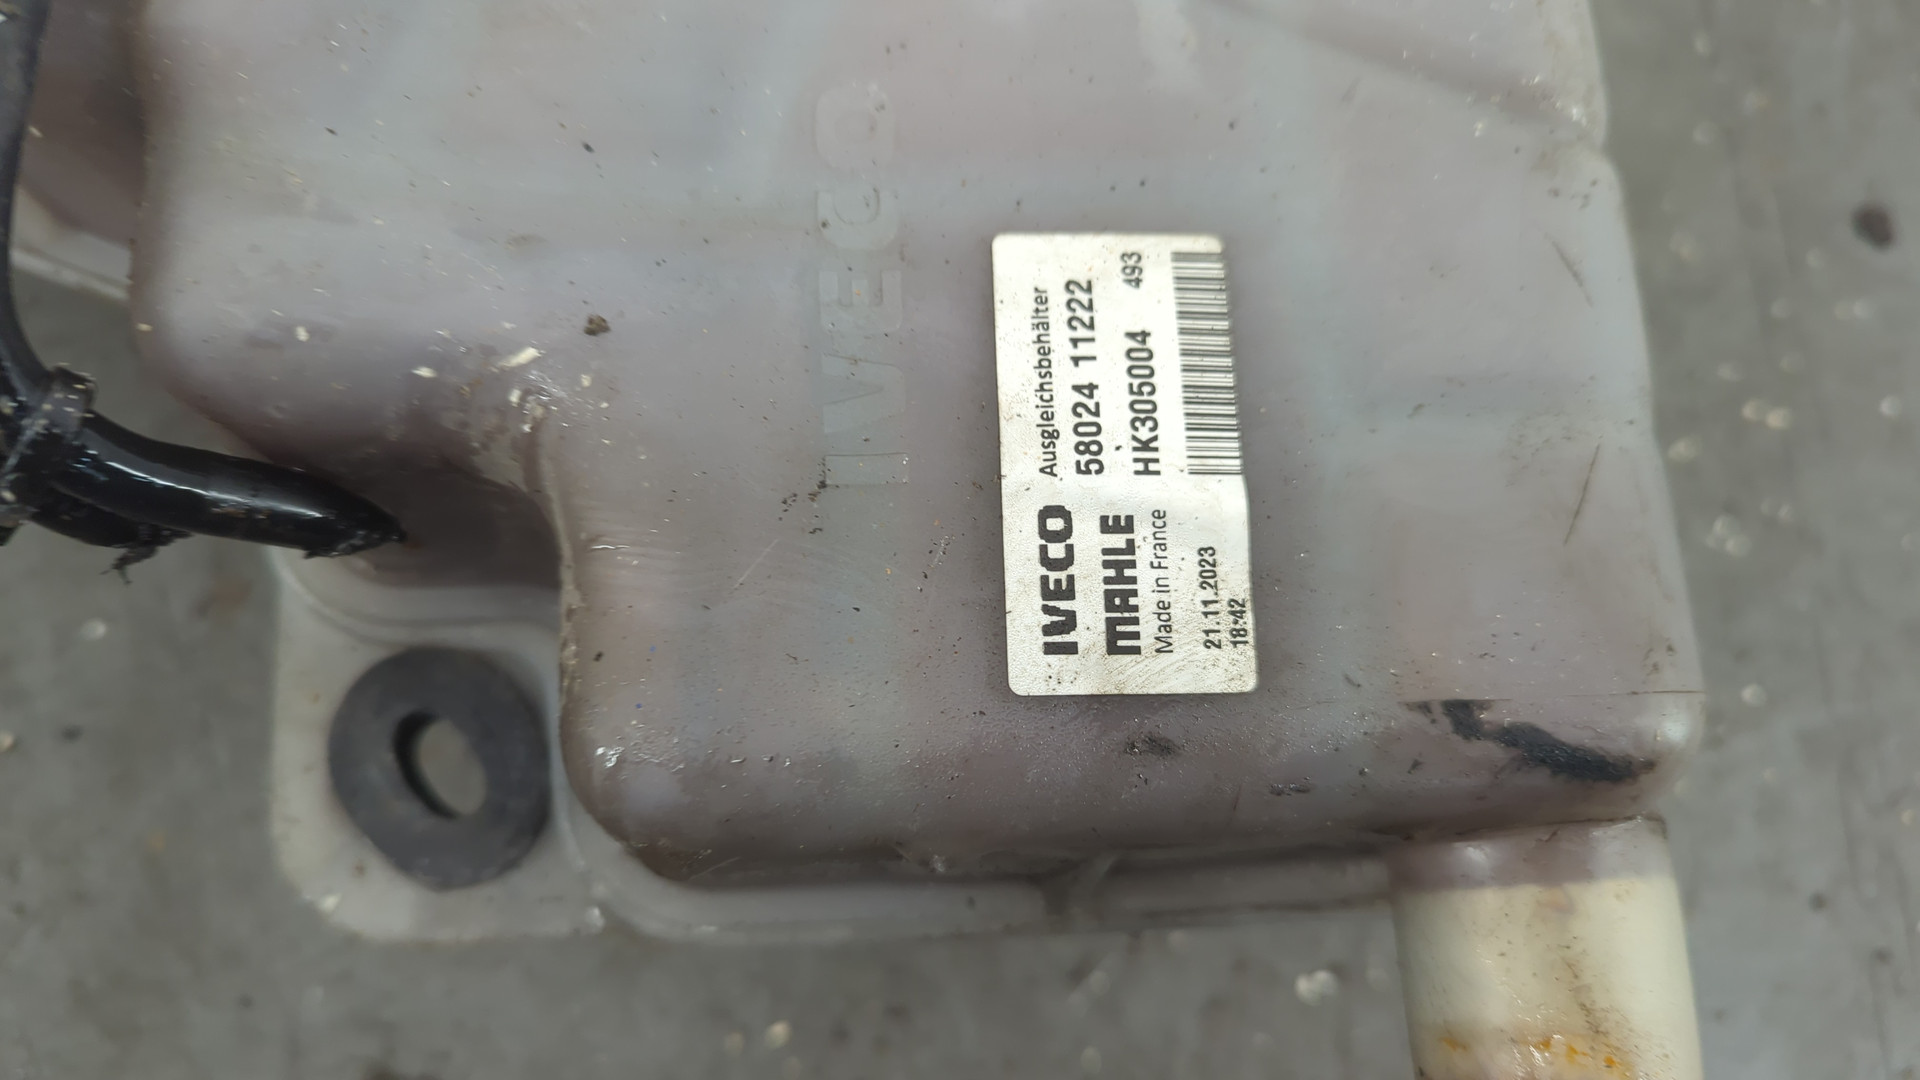 IVECO
IVECO Ausgleichsbehälter
58024 11222
MAHLE HK305004 493
Made in France
21.11.2023
18:42